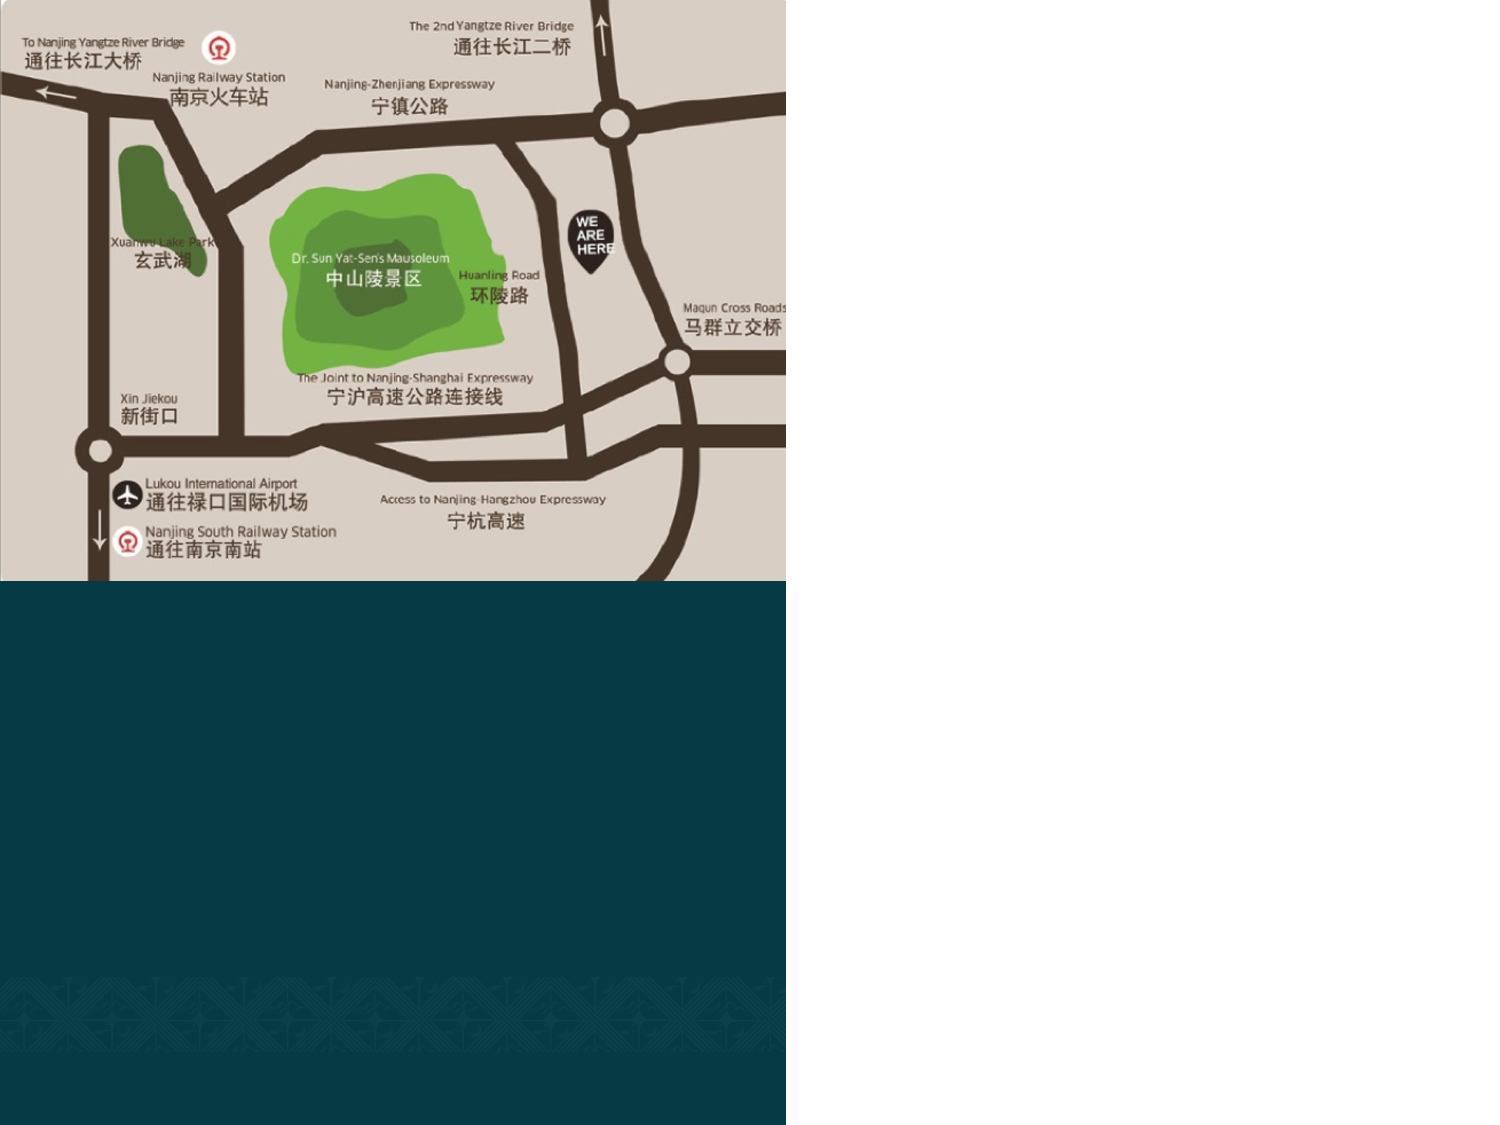 The 2nd Yangtze River Bridge
通往长江二桥
To Nanjing Yangtze River Bridge
通往长江大桥
Nanjing Railway Station
南京火车站
Nanjing-Zhenjiang Expressway
宁镇公路
WE
ARE
HERE
Xuanwu Lake Park
玄武湖
Dr. Sun Yat-Sen's Mausoleum
中山陵景区
Huanling Road
环陵路
Maqun Cross Roads
马群立交桥
The Joint to Nanjing-Shanghai Expressway
宁沪高速公路连接线
Xin Jiekou
新街口
Lukou International Airport
通往禄口国际机场
Access to Nanjing-Hangzhou Expressway
宁杭高速
Nanjing South Railway Station
通往南京南站